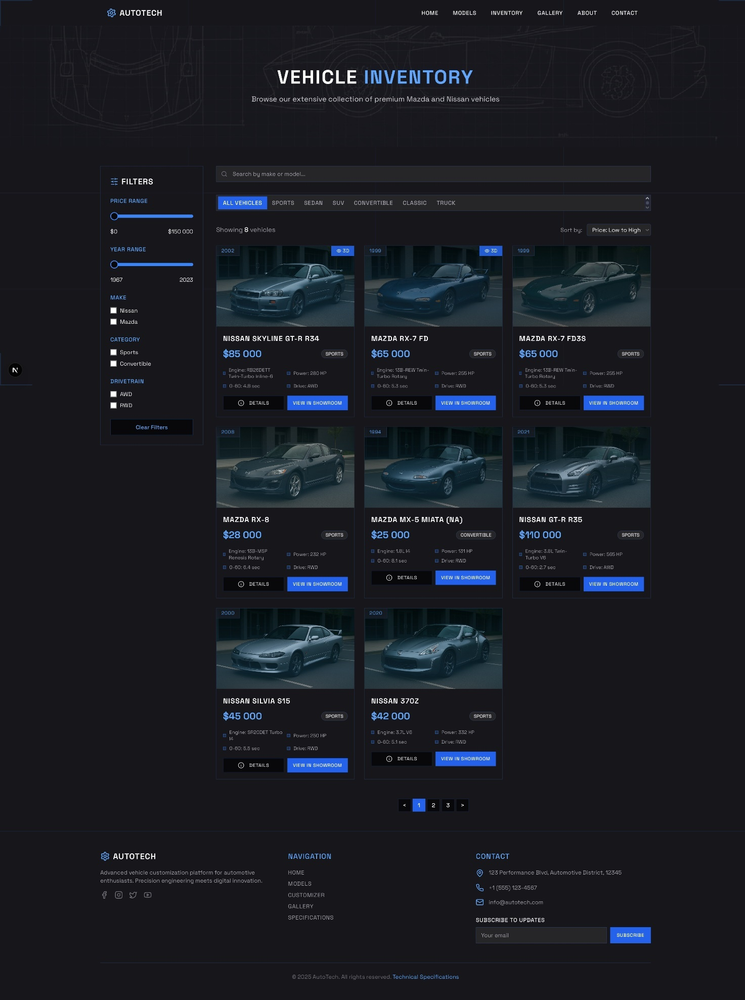 AUTOTECH
HOME MODELS INVENTORY GALLERY ABOUT CONTACT
VEHICLE INVENTORY
Browse our extensive collection of premium Mazda and Nissan vehicles
FILTERS
PRICE RANGE
$0 $150 000
YEAR RANGE
1967 2023
MAKE
Nissan
Mazda
CATEGORY
Sports
Convertible
DRIVETRAIN
AWD
RWD
Clear Filters
N
Search by make or model...
ALL VEHICLES SPORTS SEDAN SUV CONVERTIBLE CLASSIC TRUCK
Showing 8 vehicles
Sort by: Price: Low to High
2002 3D
NISSAN SKYLINE GT-R R34
$85 000 SPORTS
Engine: RB26DETT
Twin-Turbo Inline-6
Power: 280 HP
0-60: 4.8 sec Drive: AWD
DETAILS VIEW IN SHOWROOM
1999 3D
MAZDA RX-7 FD
$65 000 SPORTS
Engine: 13B-REW Twin-
Turbo Rotary
Power: 255 HP
0-60: 5.3 sec Drive: RWD
DETAILS VIEW IN SHOWROOM
1999
MAZDA RX-7 FD3S
$65 000 SPORTS
Engine: 13B-REW Twin-
Turbo Rotary
Power: 255 HP
0-60: 5.3 sec Drive: RWD
DETAILS VIEW IN SHOWROOM
2008
MAZDA RX-8
$28 000 SPORTS
Engine: 13B-MSP
Renesis Rotary
Power: 232 HP
0-60: 6.4 sec Drive: RWD
DETAILS VIEW IN SHOWROOM
1994
MAZDA MX-5 MIATA (NA)
$25 000 CONVERTIBLE
Engine: 1.8L I4 Power: 131 HP
0-60: 8.1 sec Drive: RWD
DETAILS VIEW IN SHOWROOM
2021
NISSAN GT-R R35
$110 000 SPORTS
Engine: 3.8L Twin-
Turbo V6
Power: 565 HP
0-60: 2.7 sec Drive: AWD
DETAILS VIEW IN SHOWROOM
2000
NISSAN SILVIA S15
$45 000 SPORTS
Engine: SR20DET Turbo
I4
Power: 250 HP
0-60: 5.5 sec Drive: RWD
DETAILS VIEW IN SHOWROOM
2020
NISSAN 370Z
$42 000 SPORTS
Engine: 3.7L V6 Power: 332 HP
0-60: 5.1 sec Drive: RWD
DETAILS VIEW IN SHOWROOM
< 1 2 3 >
AUTOTECH
Advanced vehicle customization platform for automotive
enthusiasts. Precision engineering meets digital innovation.
NAVIGATION
HOME
MODELS
CUSTOMIZER
GALLERY
SPECIFICATIONS
CONTACT
123 Performance Blvd, Automotive District, 12345
+1 (555) 123-4567
info@autotech.com
SUBSCRIBE TO UPDATES
Your email SUBSCRIBE
© 2025 AutoTech. All rights reserved. Technical Specifications